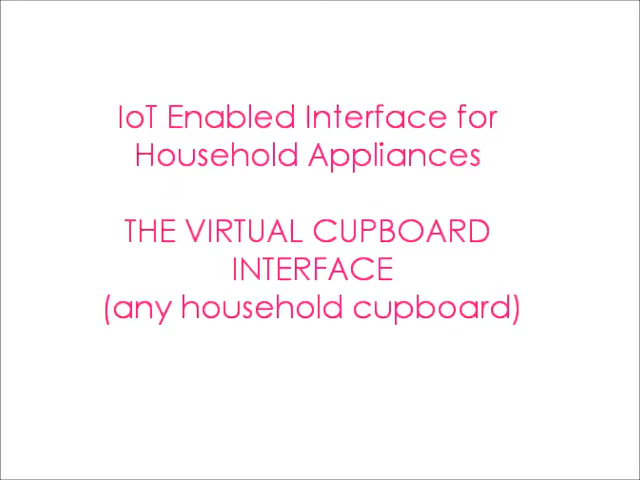 IoT Enabled Interface for
Household Appliances
THE VIRTUAL CUPBOARD
INTERFACE
(any household cupboard)